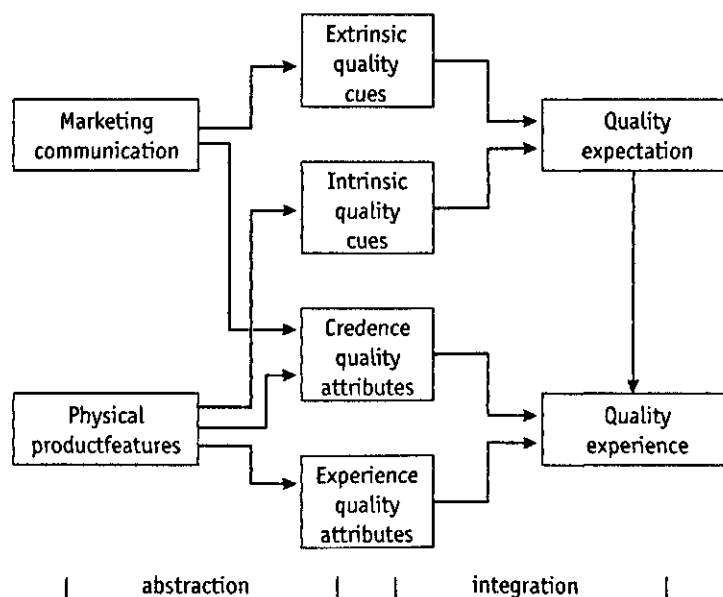 Extrinsic
quality
cues
Marketing
communication
Quality
expectation
Intrinsic
quality
cues
Credence
quality
attributes
Physical
productfeatures
Quality
experience
Experience
quality
attributes
abstraction
integration